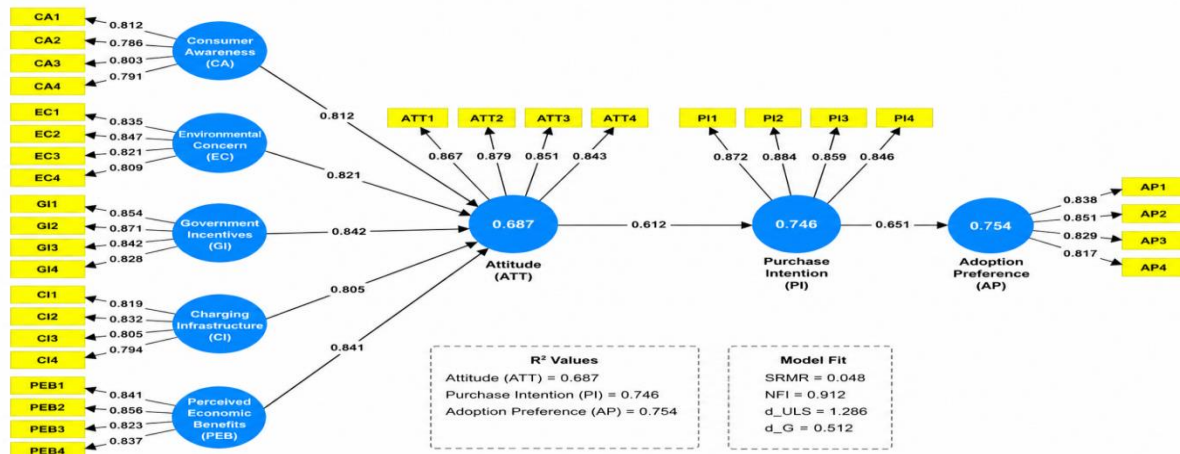 CA1
CA2
CA3
CA4
0.812
0.786
0.803
0.791
Consumer
Awareness
(CA)
EC1
EC2
EC3
EC4
0.835
0.847
0.821
0.809
Environmental
Concern
(EC)
GI1
GI2
GI3
GI4
0.854
0.871
0.842
0.828
Government
Incentives
(GI)
CI1
CI2
CI3
CI4
0.819
0.832
0.805
0.794
Charging
Infrastructure
(CI)
PEB1
PEB2
PEB3
PEB4
0.841
0.856
0.823
0.837
Perceived
Economic
Benefits
(PEB)
0.812
0.821
0.842
0.805
0.841
ATT1
ATT2
ATT3
ATT4
0.867
0.879
0.851
0.843
0.687
Attitude
(ATT)
0.612
PI1
PI2
PI3
PI4
0.872
0.884
0.859
0.846
0.746
Purchase
Intention
(PI)
0.651
0.754
Adoption
Preference
(AP)
0.838
0.851
0.829
0.817
AP1
AP2
AP3
AP4
R² Values
Attitude (ATT) = 0.687
Purchase Intention (PI) = 0.746
Adoption Preference (AP) = 0.754
Model Fit
SRMR = 0.048
NFI = 0.912
d_ULS = 1.286
d_G = 0.512